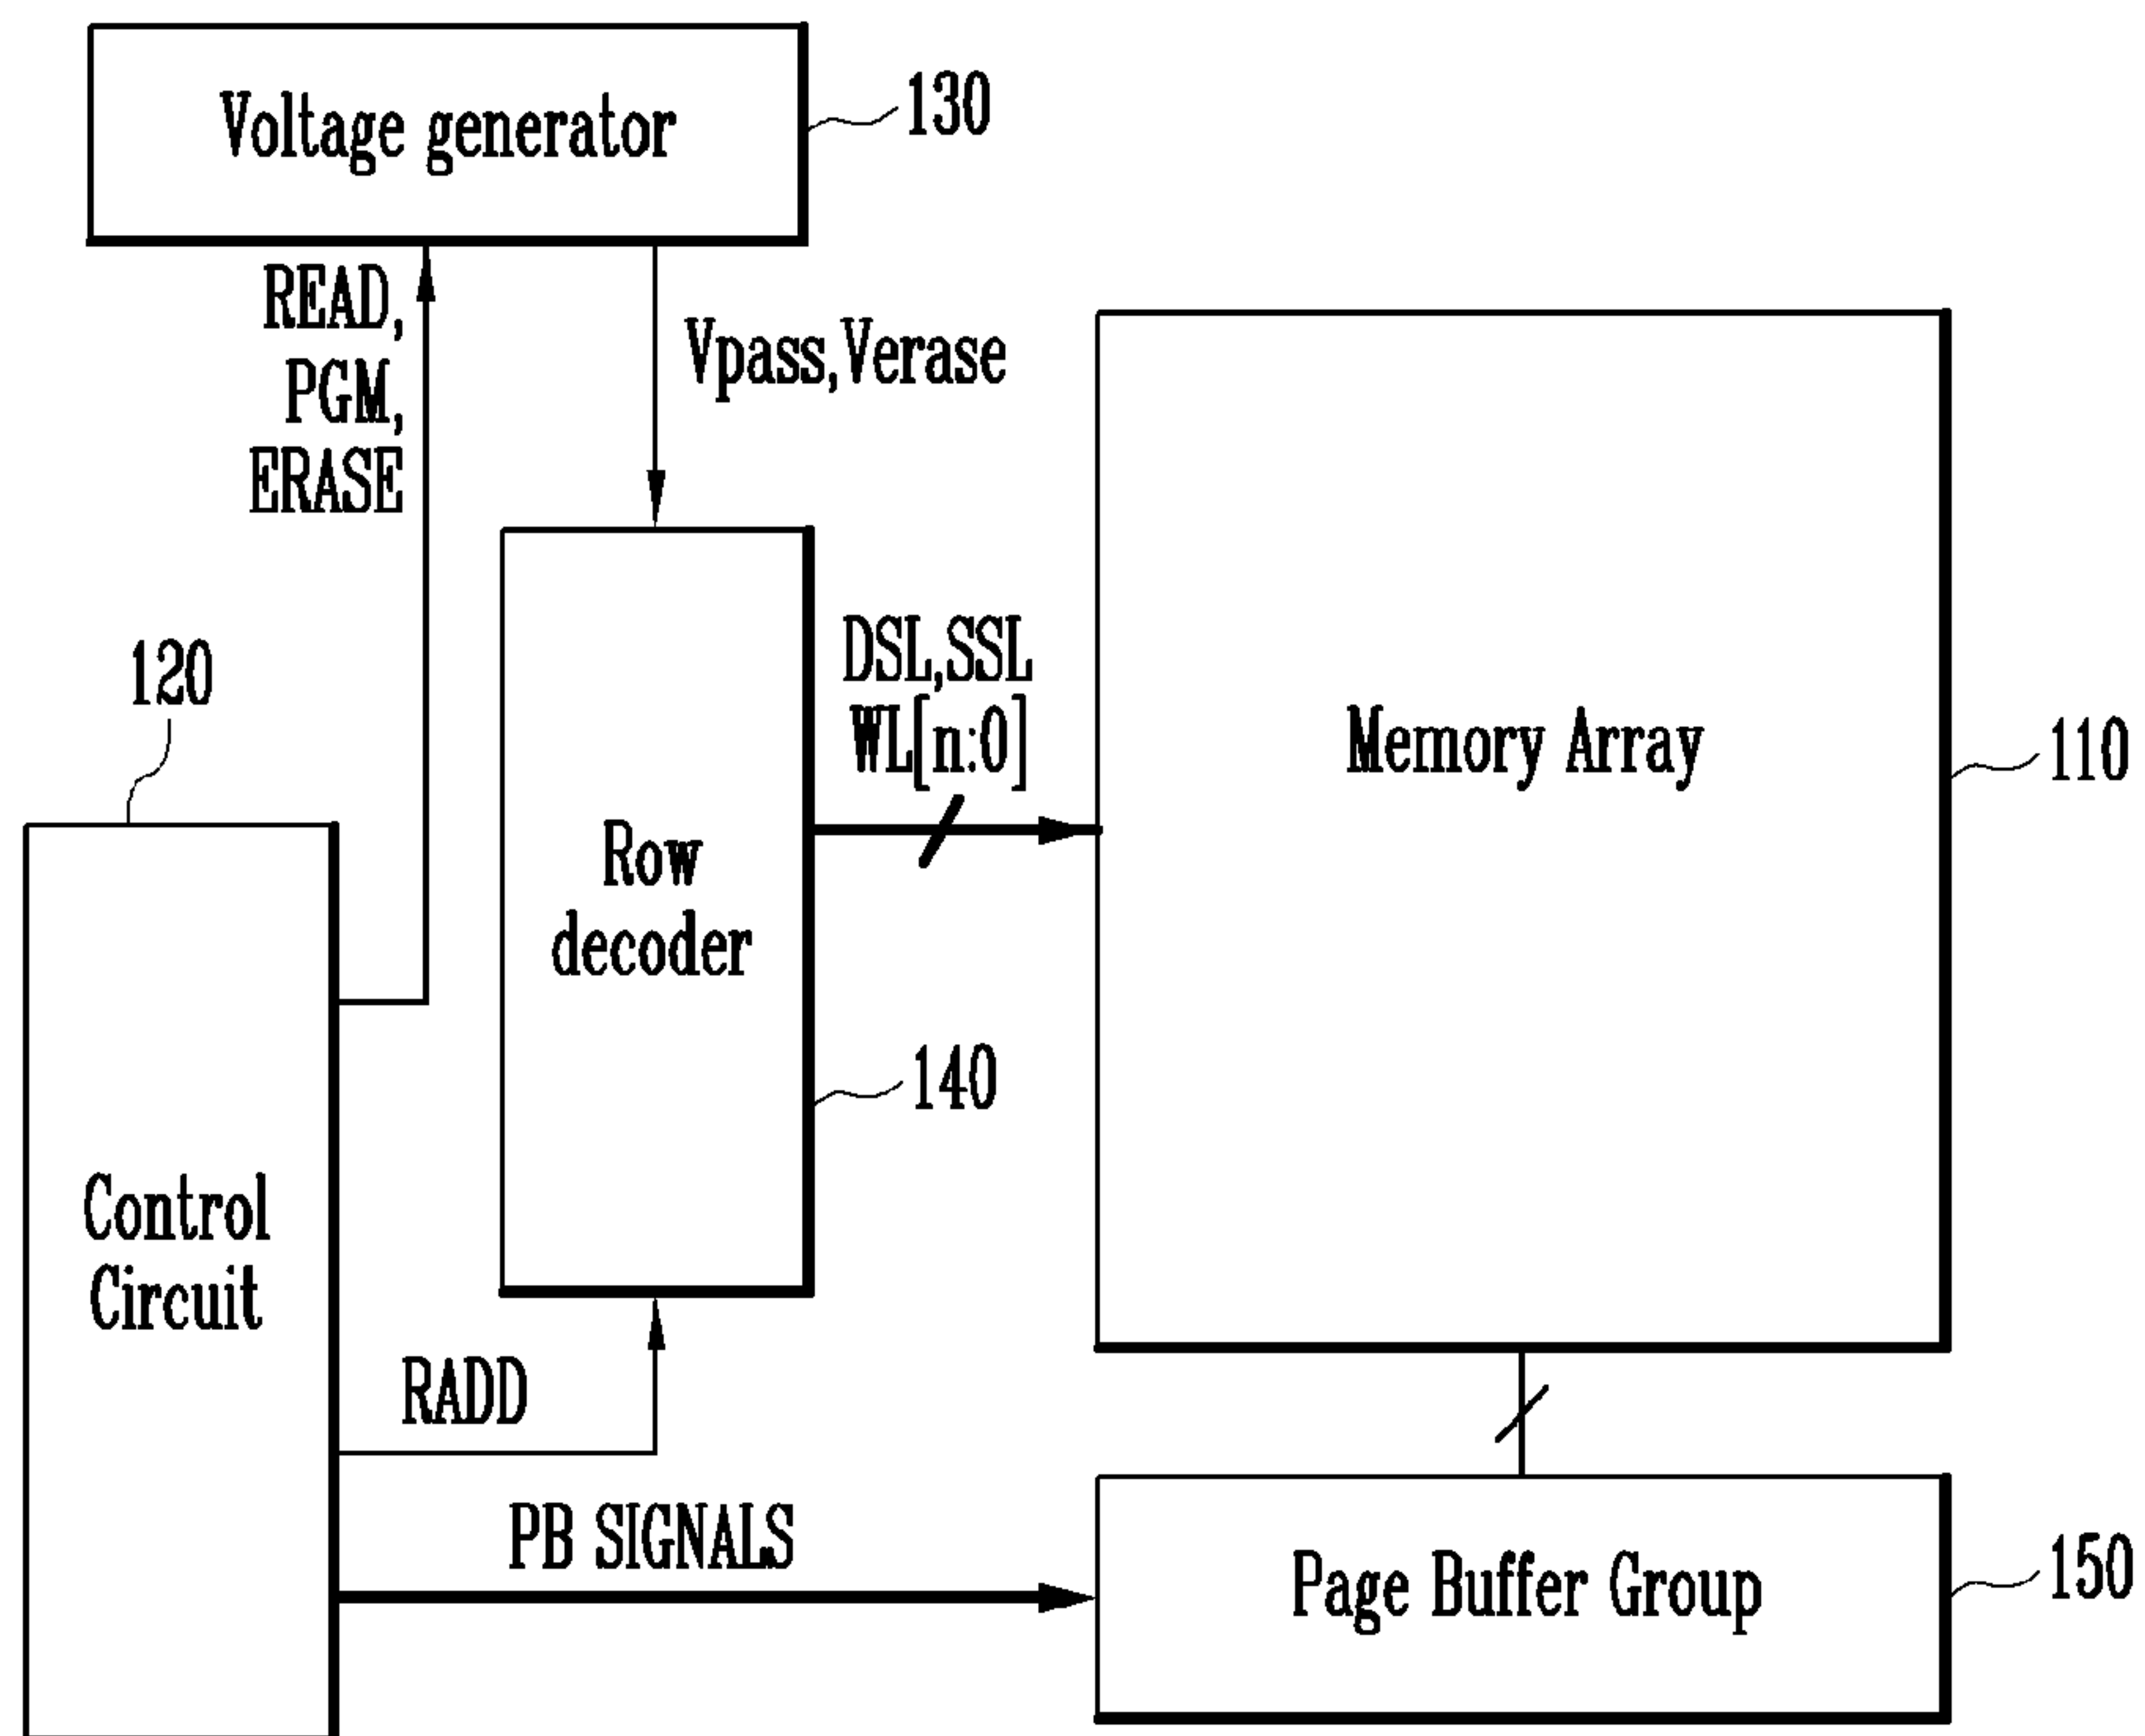 Voltage generator
130
READ,
PGM,
ERASE
Vpass,Verase
120
DSL,SSL
WL[n:0]
Memory Array
110
Row
decoder
140
Control
Circuit
RADD
PB SIGNALS
Page Buffer Group
150